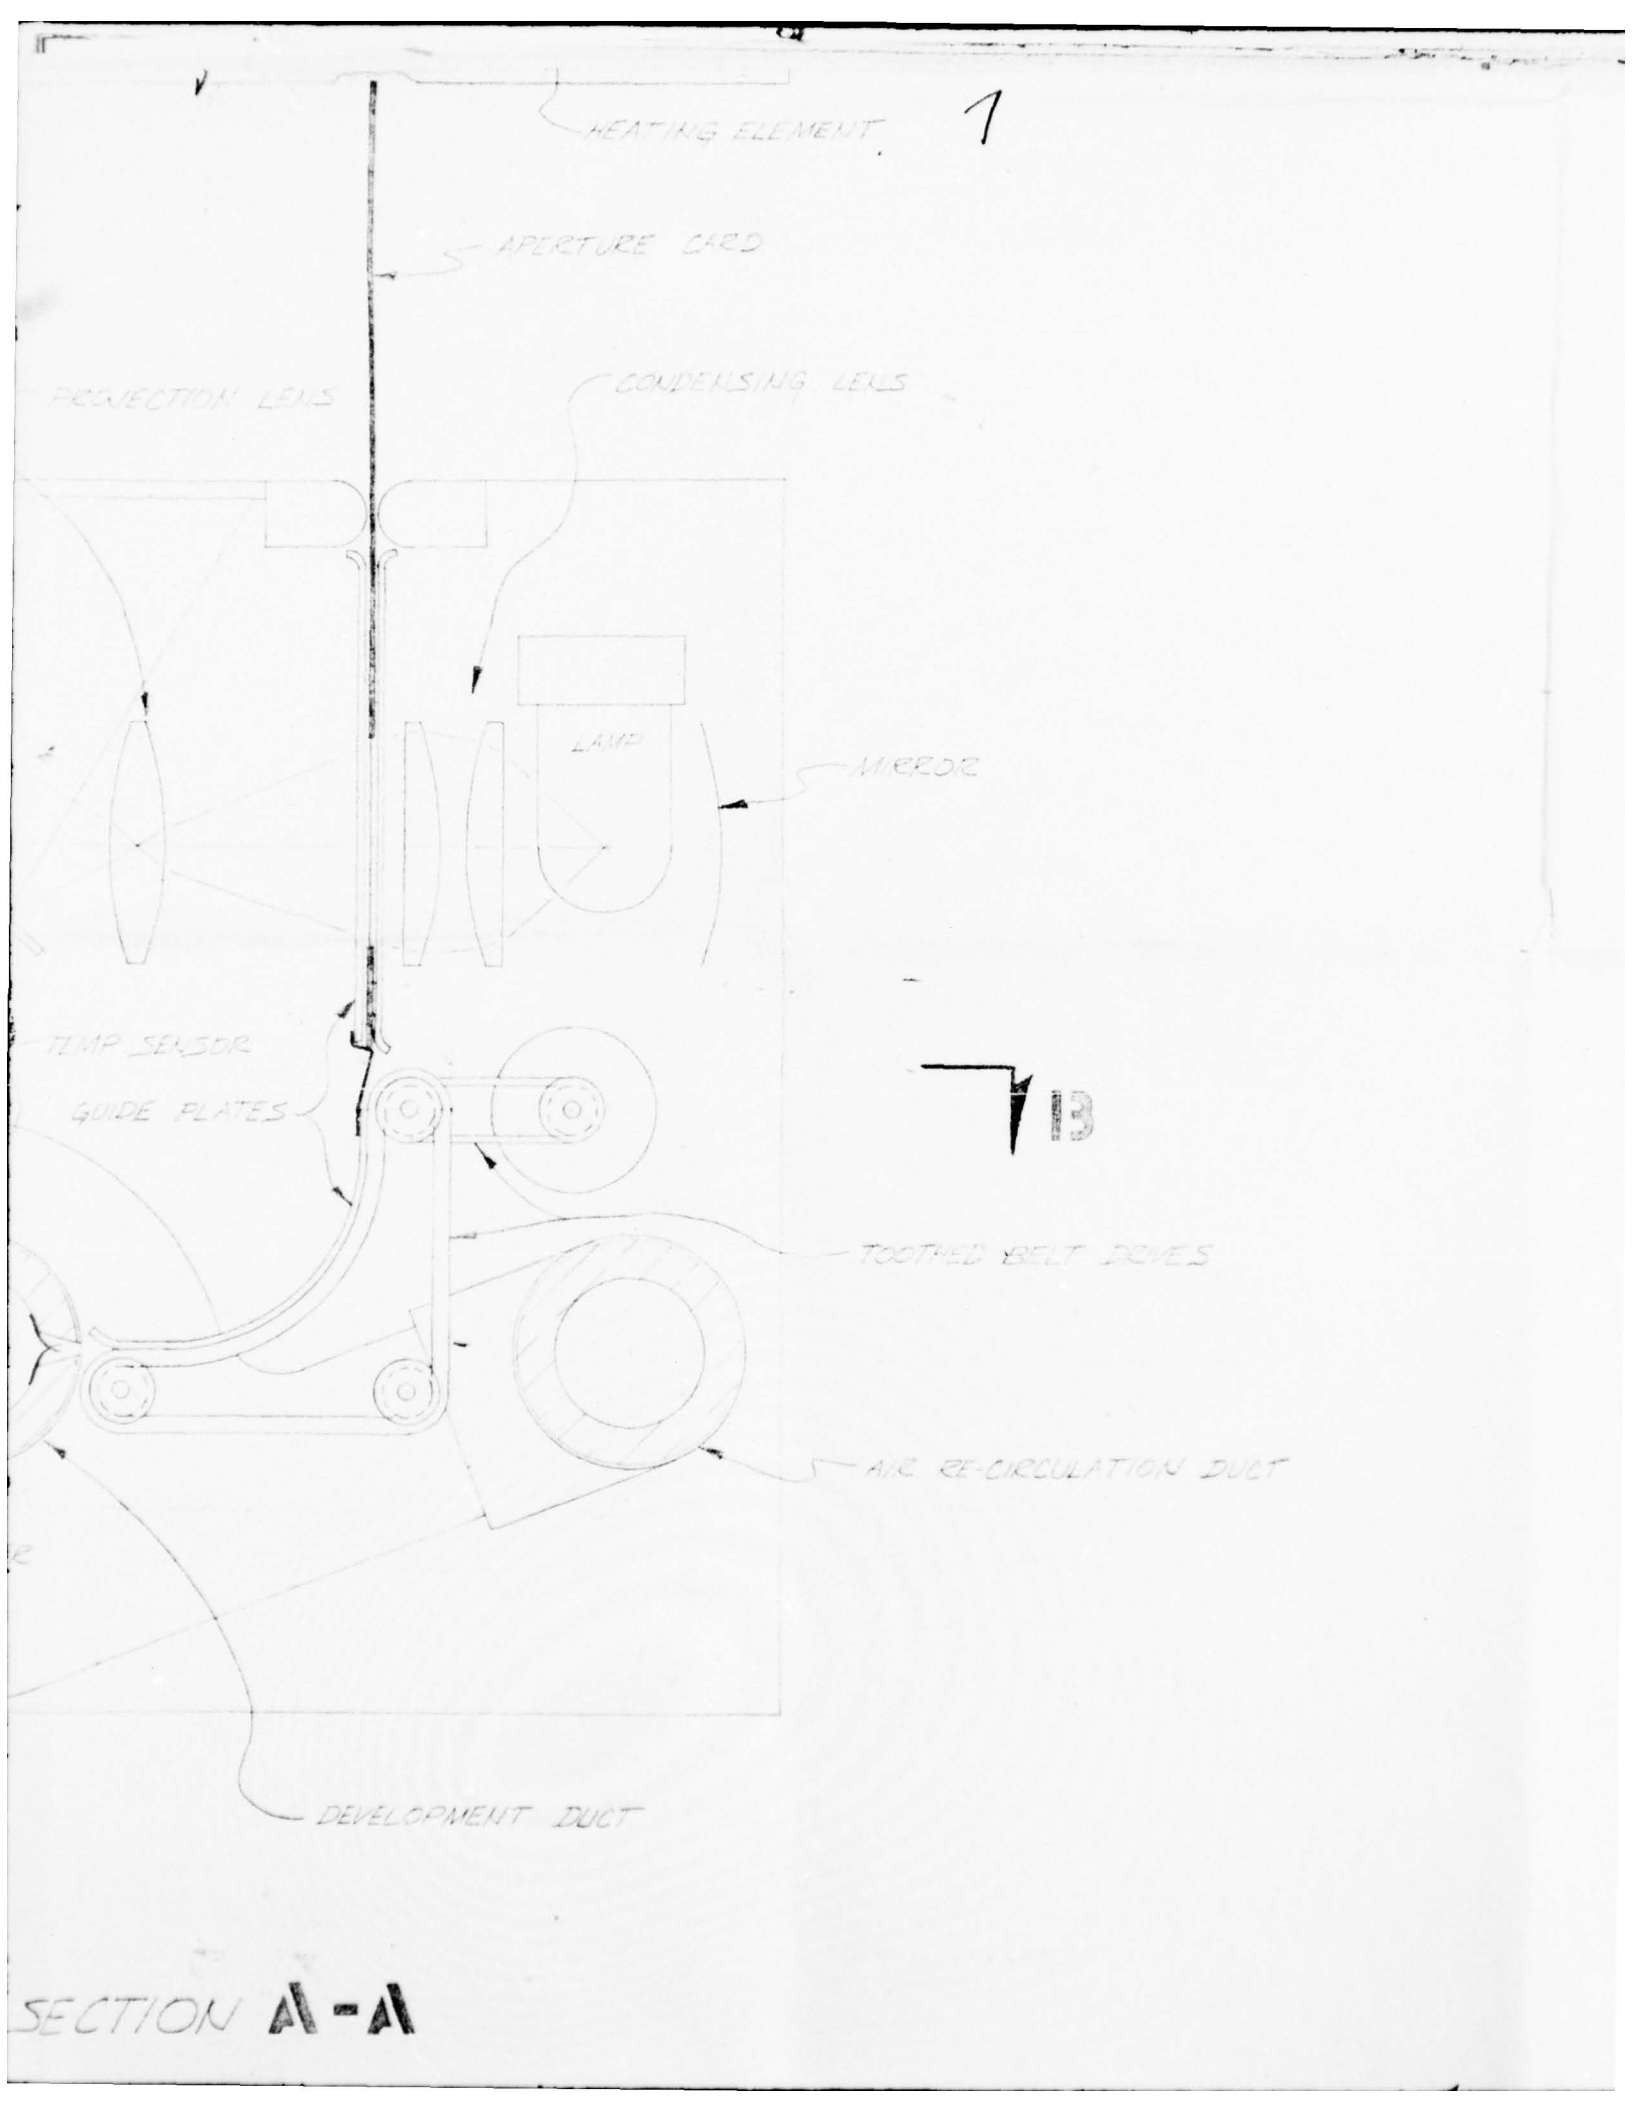 1
HEATING ELEMENT
APERTURE CARD
CONDENSING LENS
PROJECTION LENS
LAMP
MIRROR
TEMP SENSOR
GUIDE PLATES
B
TOOTHED BELT DRIVES
AIR RE-CIRCULATION DUCT
DEVELOPMENT DUCT
SECTION A-A